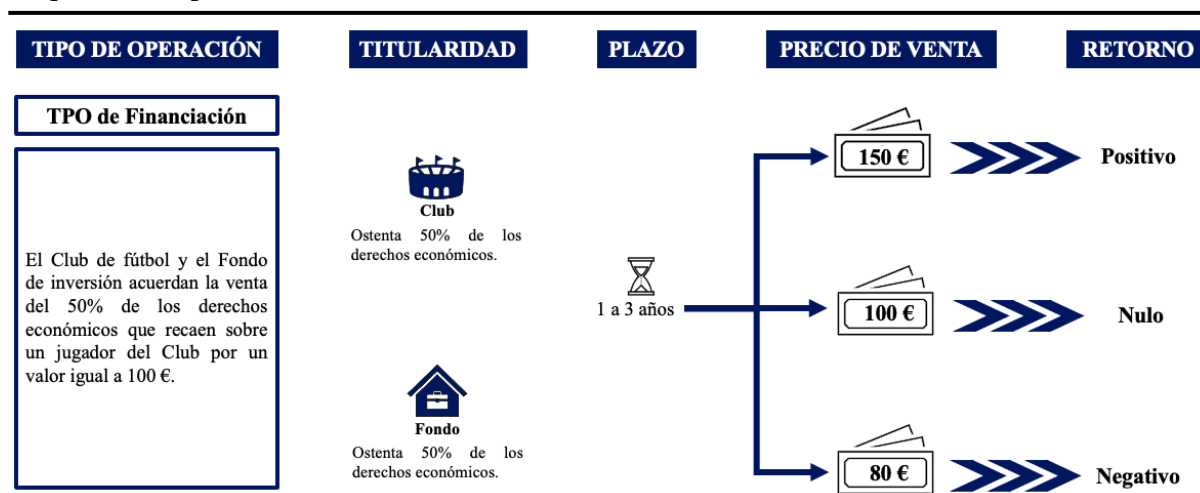 TIPO DE OPERACIÓN
TITULARIDAD
PLAZO
PRECIO DE VENTA
RETORNO
TPO de Financiación
El Club de fútbol y el Fondo
de inversión acuerdan la venta
del 50% de los derechos
económicos que recaen sobre
un jugador del Club por un
valor igual a 100 €.
Club
Ostenta 50% de los
derechos económicos.
Fondo
Ostenta 50% de los
derechos económicos.
1 a 3 años
150 €
Positivo
100 €
Nulo
80 €
Negativo